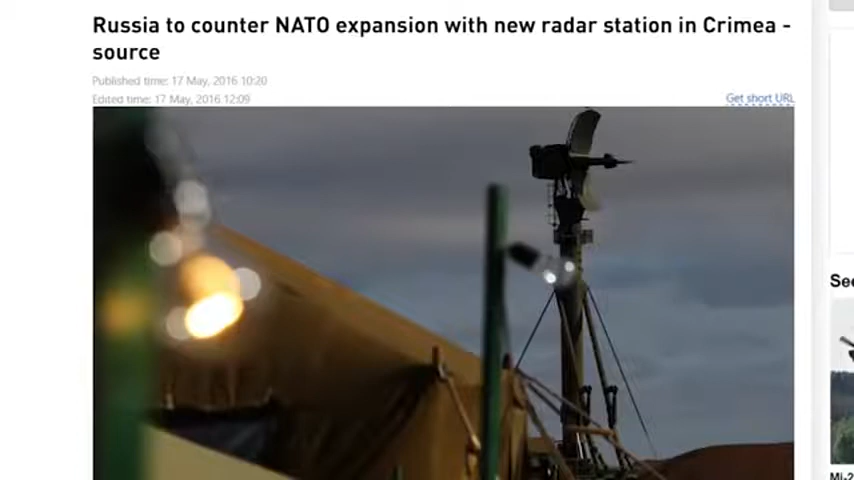 Russia to counter NATO expansion with new radar station in Crimea -
source
Published time: 17 May, 2016 10:20
Edited time: 17 May, 2016 12:09
Get short URL